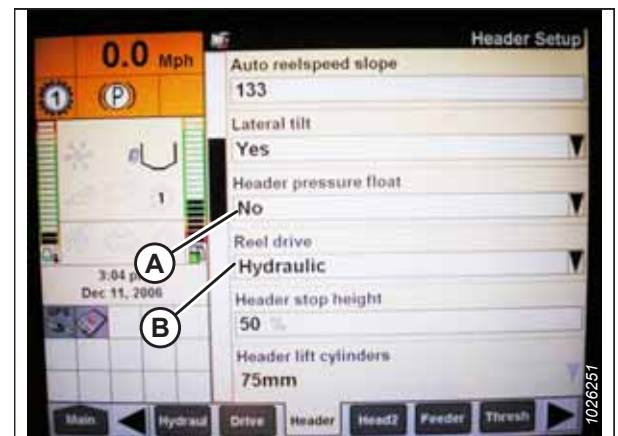 0.0 Mph
Header Setup
Auto reelspeed slope
133
1
(P)
Lateral tilt
Yes
1
Header pressure float
No
A
Reel drive
Hydraulic
3:04
Dec 11, 2006
B
Header stop height
50 %
Header lift cylinders
75mm
Main
Hydraul
Drive
Header
Head2
Feeder
Thresh
1026251